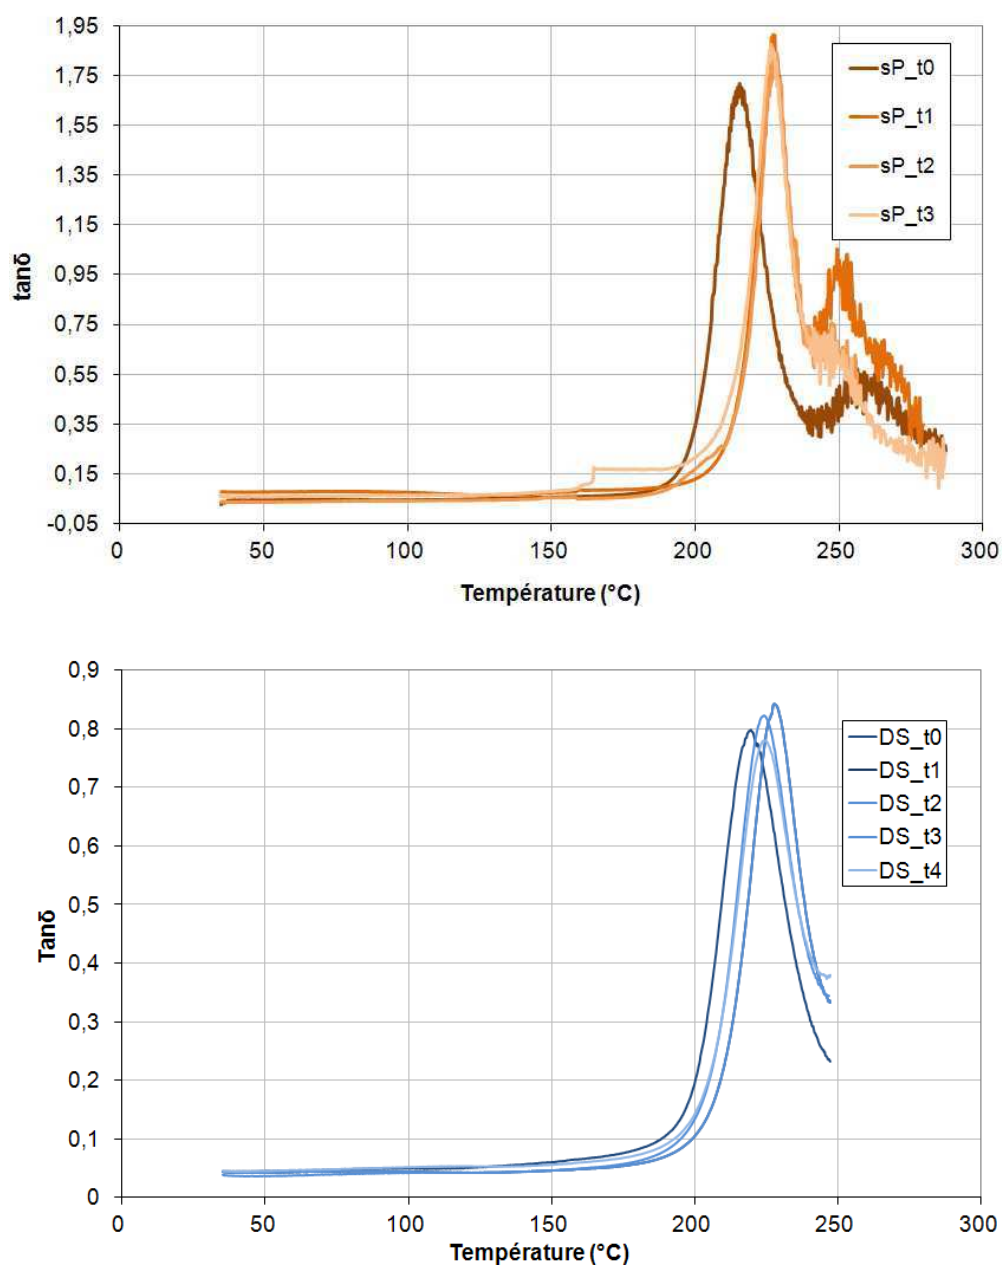 1,95
1,75
1,55
1,35
1,15
0,95
0,75
0,55
0,35
0,15
-0,05
tanδ
0 50 100 150 200 250 300
Température (°C)
sP_t0
sP_t1
sP_t2
sP_t3
0,9
0,8
0,7
0,6
0,5
0,4
0,3
0,2
0,1
0
Tanδ
0 50 100 150 200 250 300
Température (°C)
DS_t0
DS_t1
DS_t2
DS_t3
DS_t4